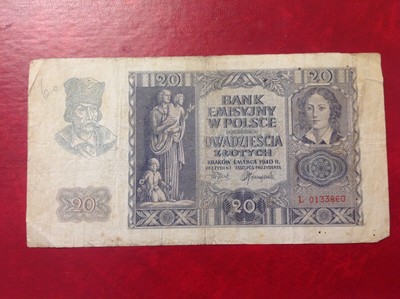 20
20
BANK
EMISYJNY
W POLSCE
DWADZIEŚCIA
ZŁOTYCH
KRAKÓW 1 MARCA 1940 R.
20
20
L 0133860